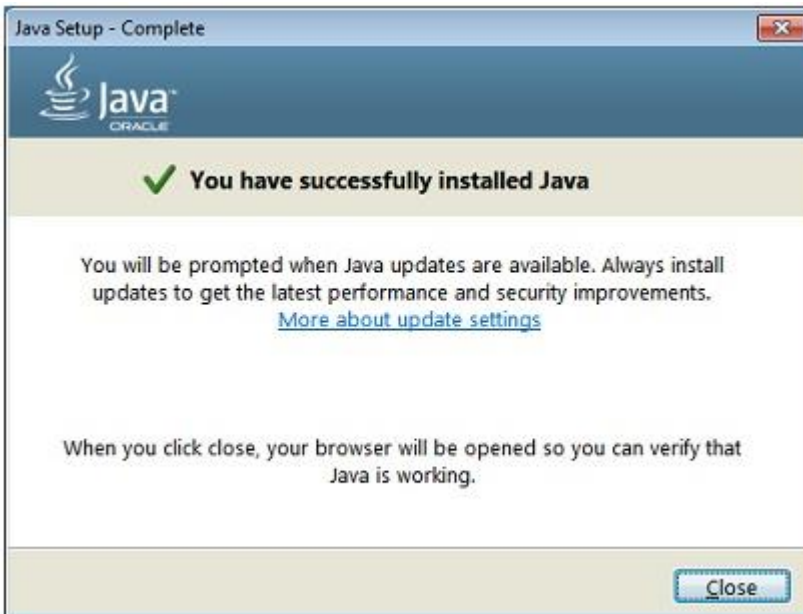 Java Setup - Complete
Java™
ORACLE
You have successfully installed Java
You will be prompted when Java updates are available. Always install
updates to get the latest performance and security improvements.
More about update settings
When you click close, your browser will be opened so you can verify that
Java is working.
Close